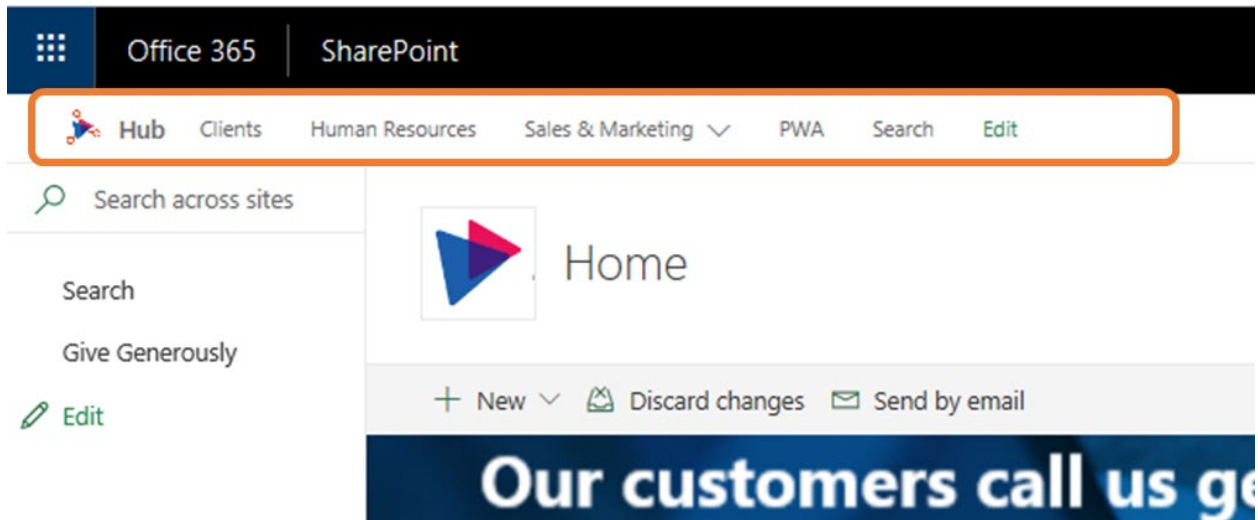 Office 365 SharePoint
Hub Clients Human Resources Sales & Marketing PWA Search Edit
Search across sites
Home
Search
Give Generously
Edit
New Discard changes Send by email
Our customers call us